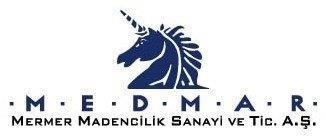 ·M·E·D·M·A·R·
MERMER MADENCİLİK SANAYİ VE TİC. A.Ş.